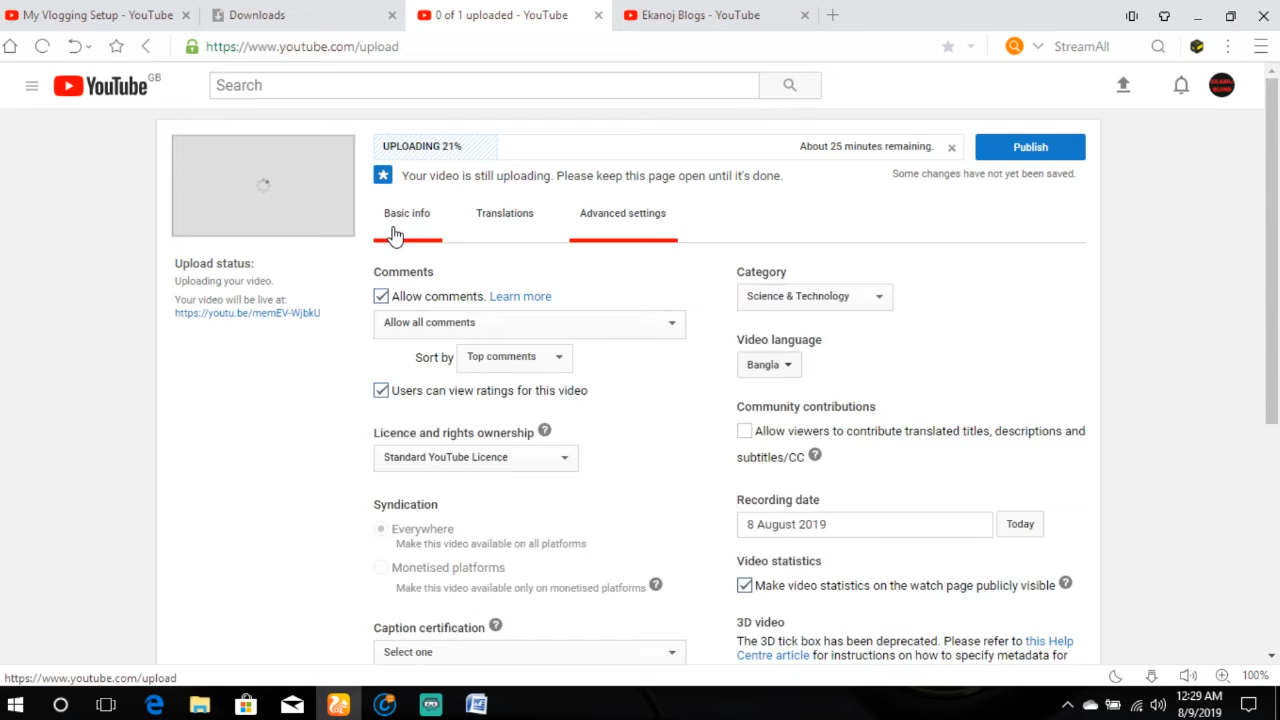 My Vlogging Setup - YouTube
Downloads
0 of 1 uploaded - YouTube
Ekanoj Blogs - YouTube
https://www.youtube.com/upload
StreamAll
YouTube GB
Search
UPLOADING 21%
About 25 minutes remaining.
Publish
Your video is still uploading. Please keep this page open until it's done.
Some changes have not yet been saved.
Basic info
Translations
Advanced settings
Upload status:
Uploading your video.
Your video will be live at:
https://youtu.be/memEV-WjbkU
Comments
Allow comments. Learn more
Allow all comments
Sort by Top comments
Users can view ratings for this video
Licence and rights ownership
Standard YouTube Licence
Syndication
Everywhere
Make this video available on all platforms
Monetised platforms
Make this video available only on monetised platforms
Caption certification
Select one
Category
Science & Technology
Video language
Bangla
Community contributions
Allow viewers to contribute translated titles, descriptions and
subtitles/CC
Recording date
8 August 2019
Today
Video statistics
Make video statistics on the watch page publicly visible
3D video
The 3D tick box has been deprecated. Please refer to this Help
Centre article for instructions on how to specify metadata for
https://www.youtube.com/upload
100%
12:29 AM
8/9/2019